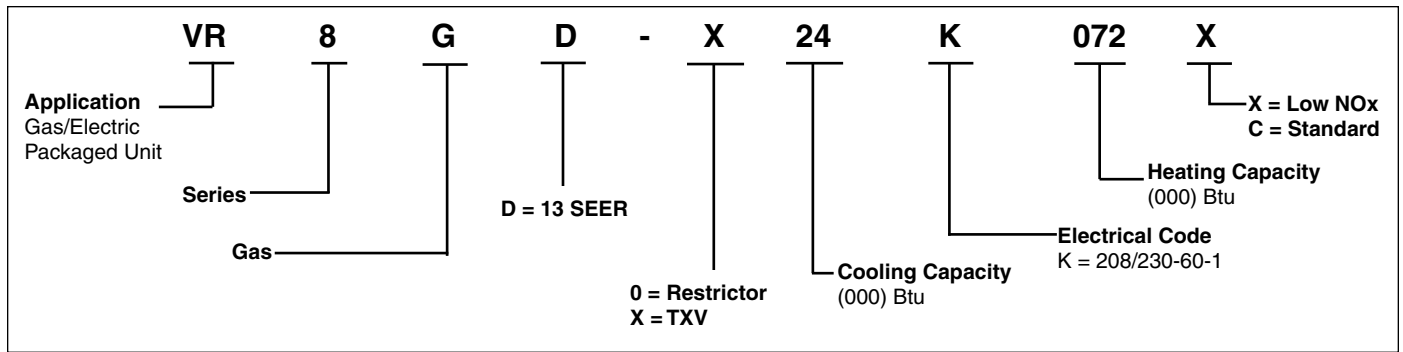 VR 8 G D - X 24 K 072 X
Application
Gas/Electric
Packaged Unit
X = Low NOx
C = Standard
Heating Capacity
(000) Btu
Series
D = 13 SEER
Gas
Electrical Code
K = 208/230-60-1
Cooling Capacity
(000) Btu
0 = Restrictor
X = TXV